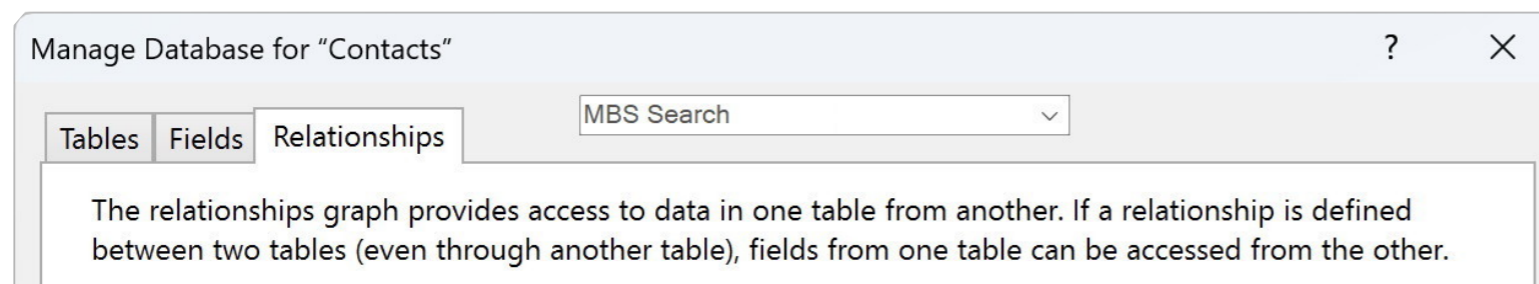 Manage Database for “Contacts”
?
MBS Search
Tables
Fields
Relationships
The relationships graph provides access to data in one table from another. If a relationship is defined
between two tables (even through another table), fields from one table can be accessed from the other.